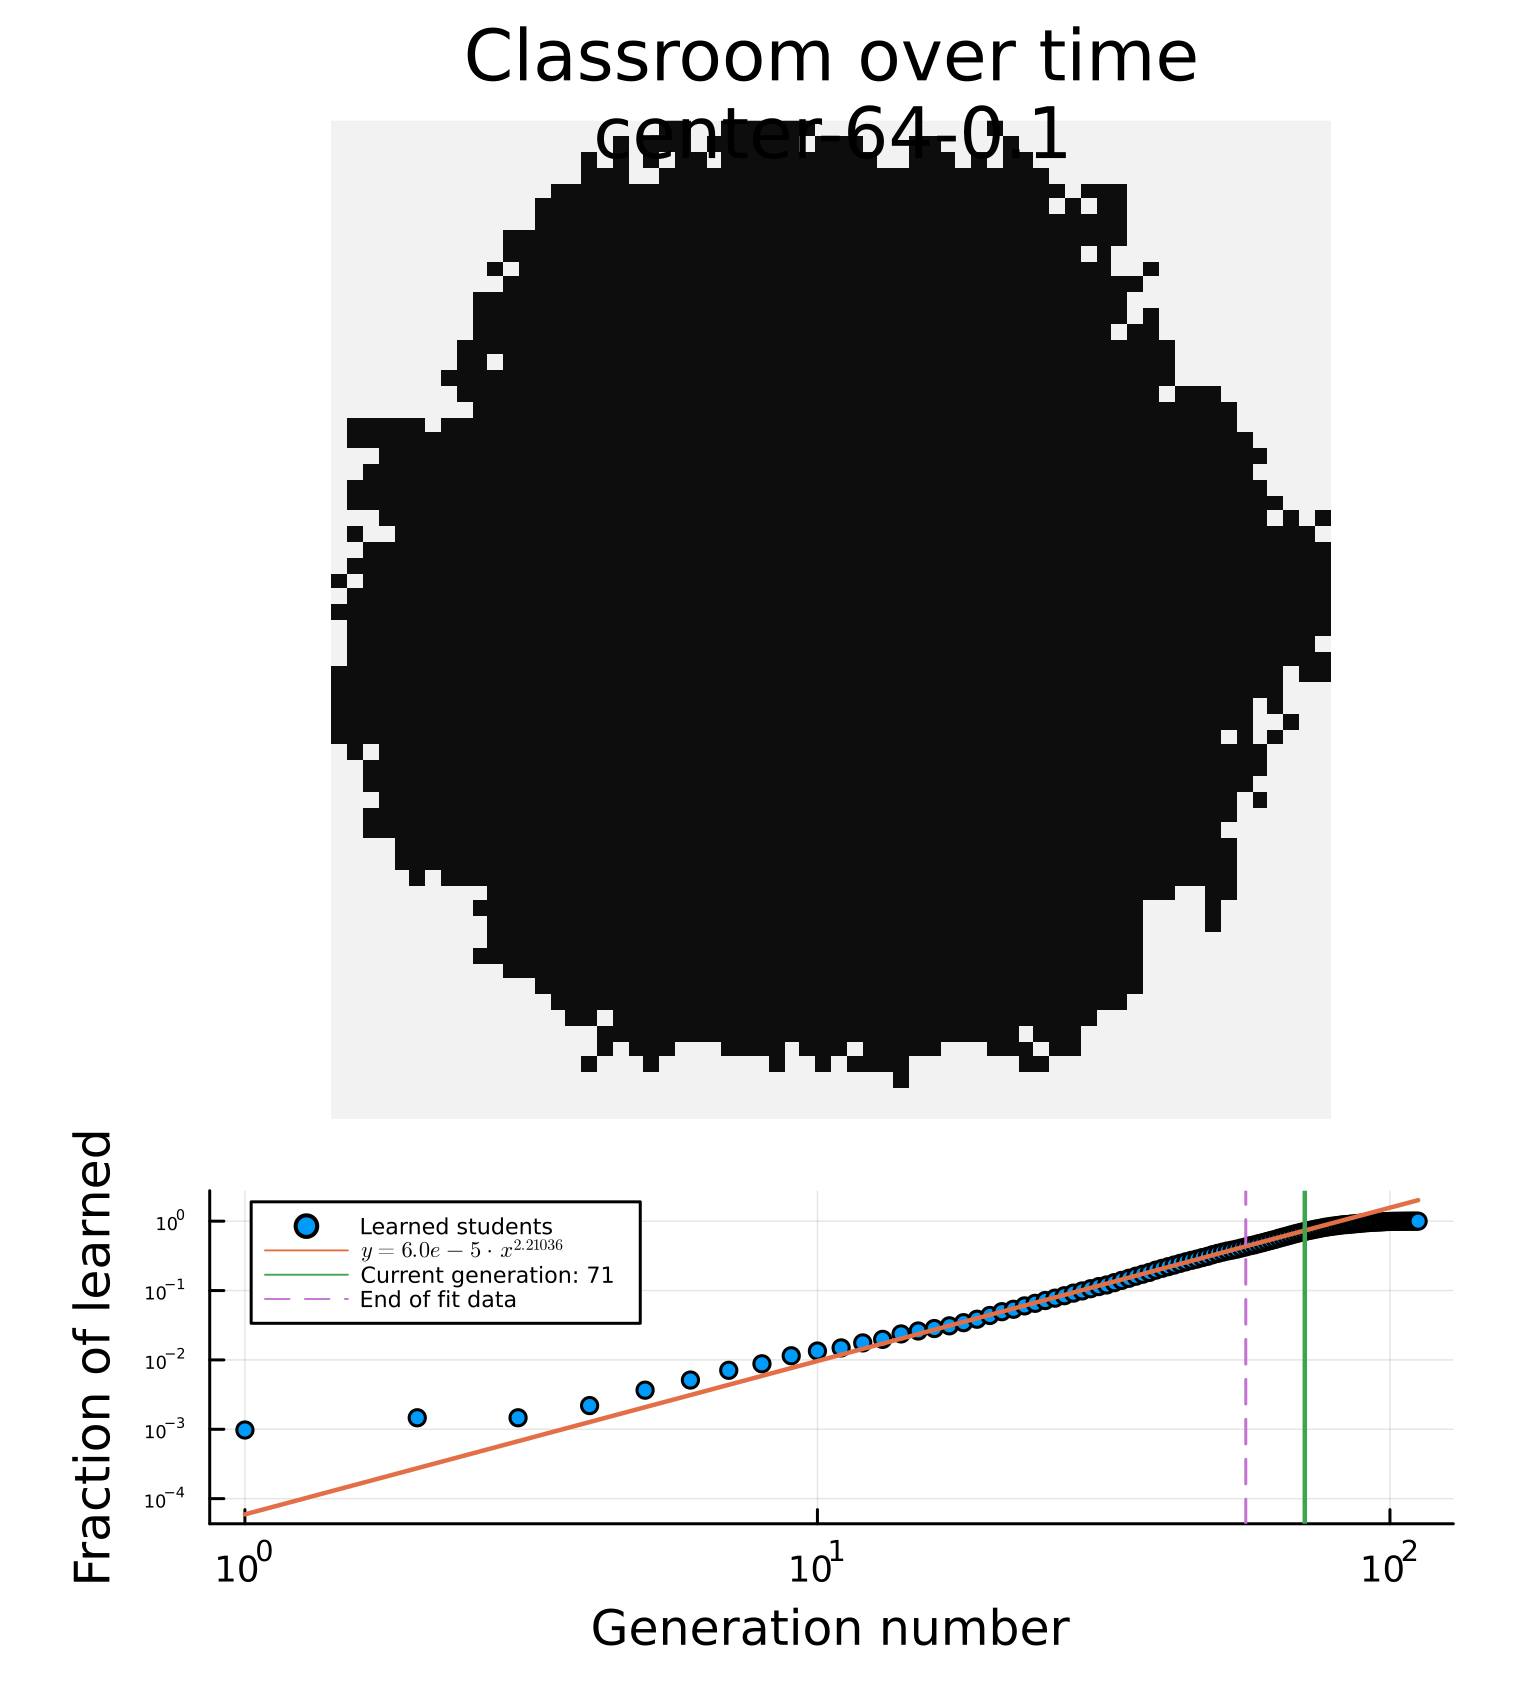 Classroom over time
center-64-0.1
Fraction of learned
10⁰
10⁻¹
10⁻²
10⁻³
10⁻⁴
Learned students
y = 6.0e − 5 · x^2.21036
Current generation: 71
End of fit data
10⁰ 10¹ 10²
Generation number